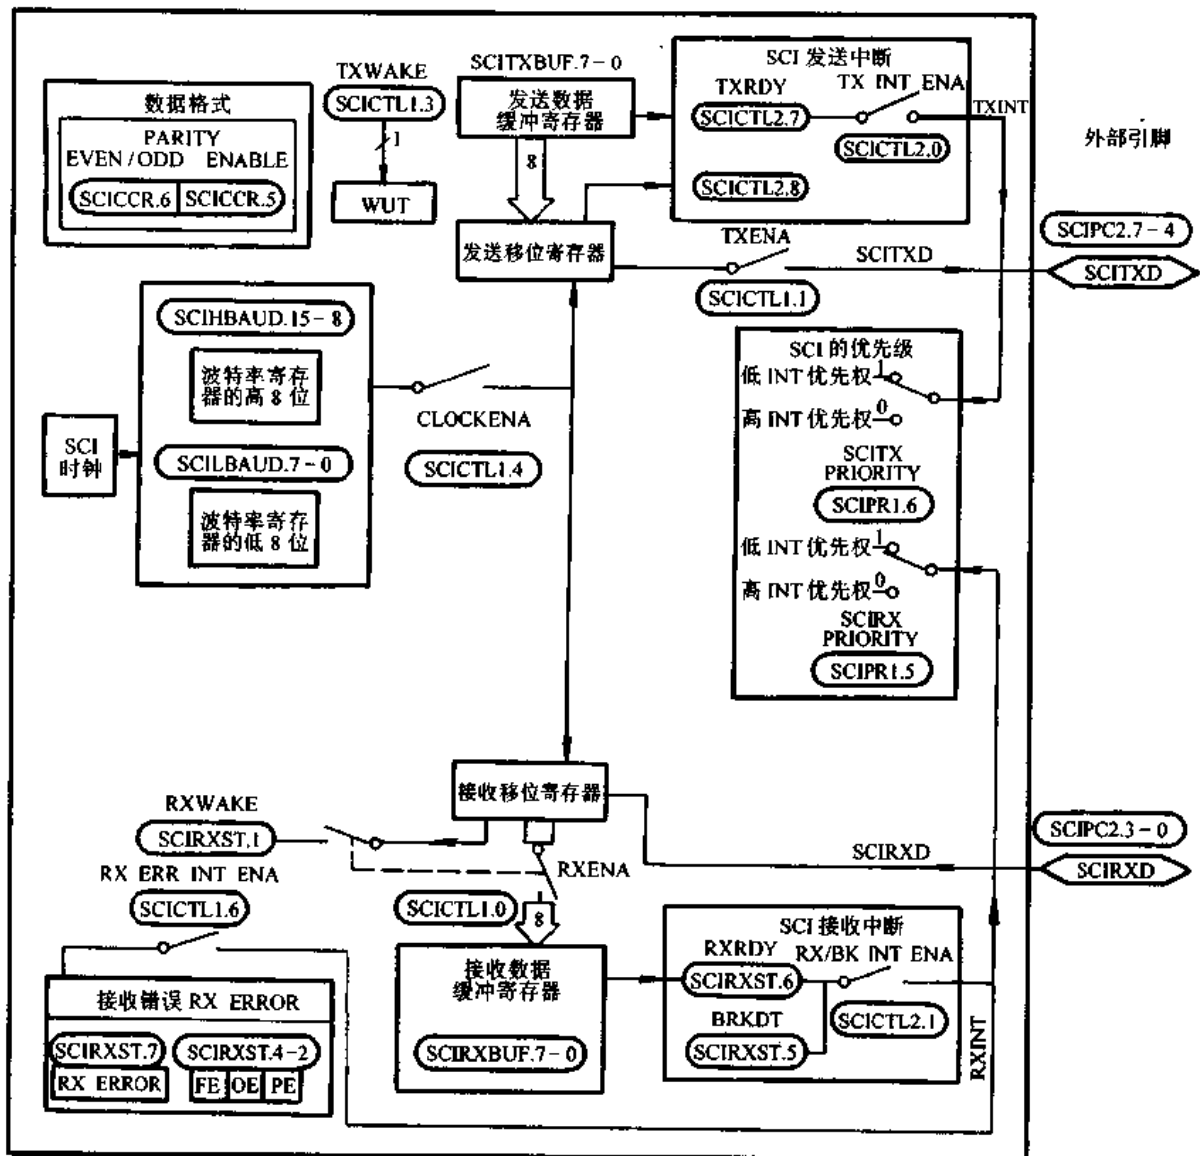 数据格式
PARITY
EVEN/ODD ENABLE
SCICCR.6 SCICCR.5
TXWAKE
SCICTL1.3
1
WUT
SCITXBUF.7-0
发送数据
缓冲寄存器
8
发送移位寄存器
SCI 发送中断
TXRDY TX INT ENA
SCICTL2.7
SCICTL2.0
SCICTL2.8
TXINT
外部引脚
TXENA
SCICTL1.1
SCITXD
SCIPC2.7-4
SCITXD
SCI
时钟
SCIHBAUD.15-8
波特率寄存
器的高 8 位
SCILBAUD.7-0
波特率寄存
器的低 8 位
CLOCKENA
SCICTL1.4
SCI 的优先级
低 INT 优先权 1
高 INT 优先权 0
SCITX
PRIORITY
SCIPR1.6
低 INT 优先权 1
高 INT 优先权 0
SCIRX
PRIORITY
SCIPR1.5
接收移位寄存器
RXWAKE
SCIRXST.1
RX ERR INT ENA
SCICTL1.6
RXENA
SCICTL1.0
8
SCIRXD
SCIPC2.3-0
SCIRXD
接收错误 RX ERROR
SCIRXST.7 SCIRXST.4-2
RX ERROR FE OE PE
接收数据
缓冲寄存器
SCIRXBUF.7-0
SCI 接收中断
RXRDY RX/BK INT ENA
SCIRXST.6
SCICTL2.1
BRKDT
SCIRXST.5
RXINT